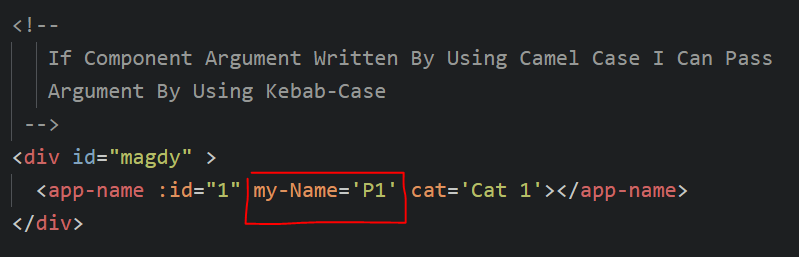 <!--
If Component Argument Written By Using Camel Case I Can Pass
Argument By Using Kebab-Case
-->
<div id="magdy" >
<app-name :id="1" my-Name='P1' cat='Cat 1'></app-name>
</div>